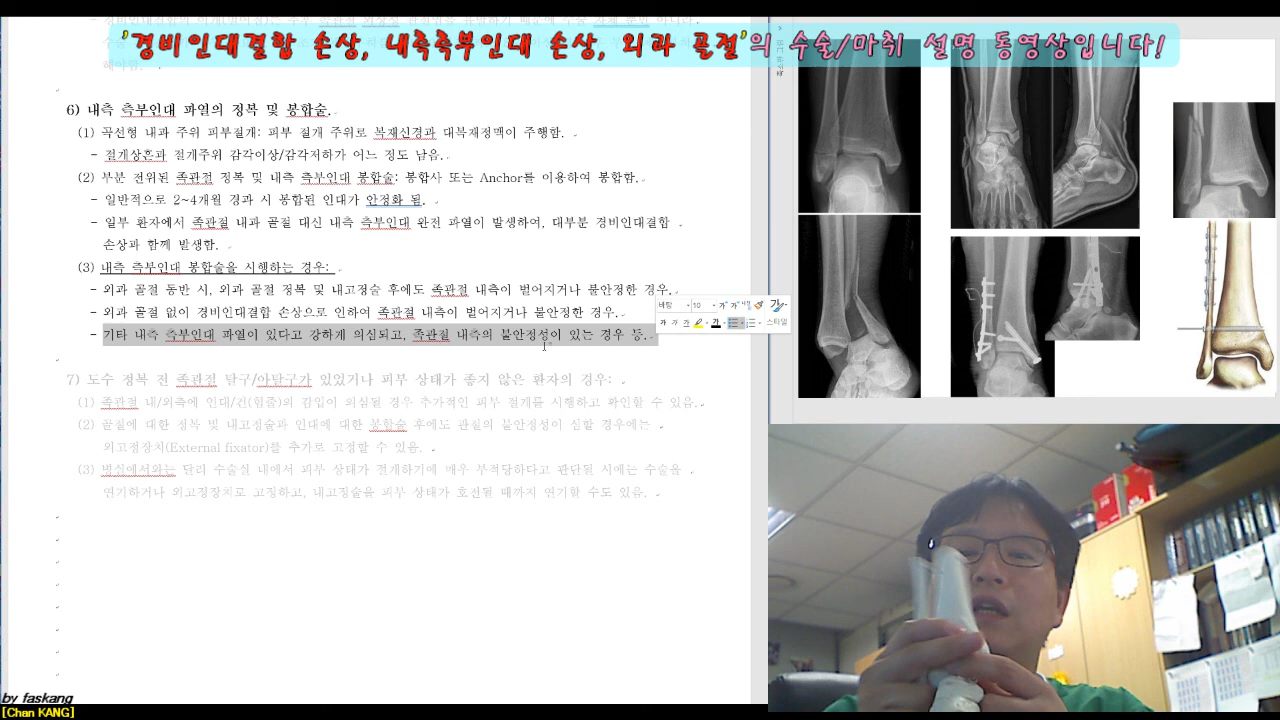 '경비인대결합 손상, 내측측부인대 손상, 외과 골절'의 수술/마취 설명 동영상입니다!
해야함.
6) 내측 측부인대 파열의 정복 및 봉합술.
(1) 곡선형 내과 주위 피부절개: 피부 절개 주위로 복재신경과 대복재정맥이 주행함.
- 절개상흔과 절개주위 감각이상/감각저하가 어느 정도 남음.
(2) 부분 전위된 족관절 정복 및 내측 측부인대 봉합술: 봉합사 또는 Anchor를 이용하여 봉합함.
- 일반적으로 2~4개월 경과 시 봉합된 인대가 안정화 됨.
- 일부 환자에서 족관절 내과 골절 대신 내측 측부인대 완전 파열이 발생하여, 대부분 경비인대결합
손상과 함께 발생함.
(3) 내측 측부인대 봉합술을 시행하는 경우:
- 외과 골절 동반 시, 외과 골절 정복 및 내고정술 후에도 족관절 내측이 벌어지거나 불안정한 경우.
- 외과 골절 없이 경비인대결합 손상으로 인하여 족관절 내측이 벌어지거나 불안정한 경우.
- 기타 내측 측부인대 파열이 있다고 강하게 의심되고, 족관절 내측의 불안정성이 있는 경우 등.
바탕 10 가 가 가
가 가 가 가 스타일
7) 도수 정복 전 족관절 탈구/아탈구가 있었거나 피부 상태가 좋지 않은 환자의 경우:
(1) 족관절 내/외측에 인대/건(힘줄)의 감입이 의심될 경우 추가적인 피부 절개를 시행하고 확인할 수 있음.
(2) 골절에 대한 정복 및 내고정술과 인대에 대한 봉합술 후에도 관절의 불안정성이 심할 경우에는
외고정장치(External fixator)를 추가로 고정할 수 있음.
(3) 병실에서와는 달리 수술실 내에서 피부 상태가 절개하기에 매우 부적당하다고 판단될 시에는 수술을
연기하거나 외고정장치로 고정하고, 내고정술을 피부 상태가 호전될 때까지 연기할 수도 있음.
by faskang
[Chan KANG]